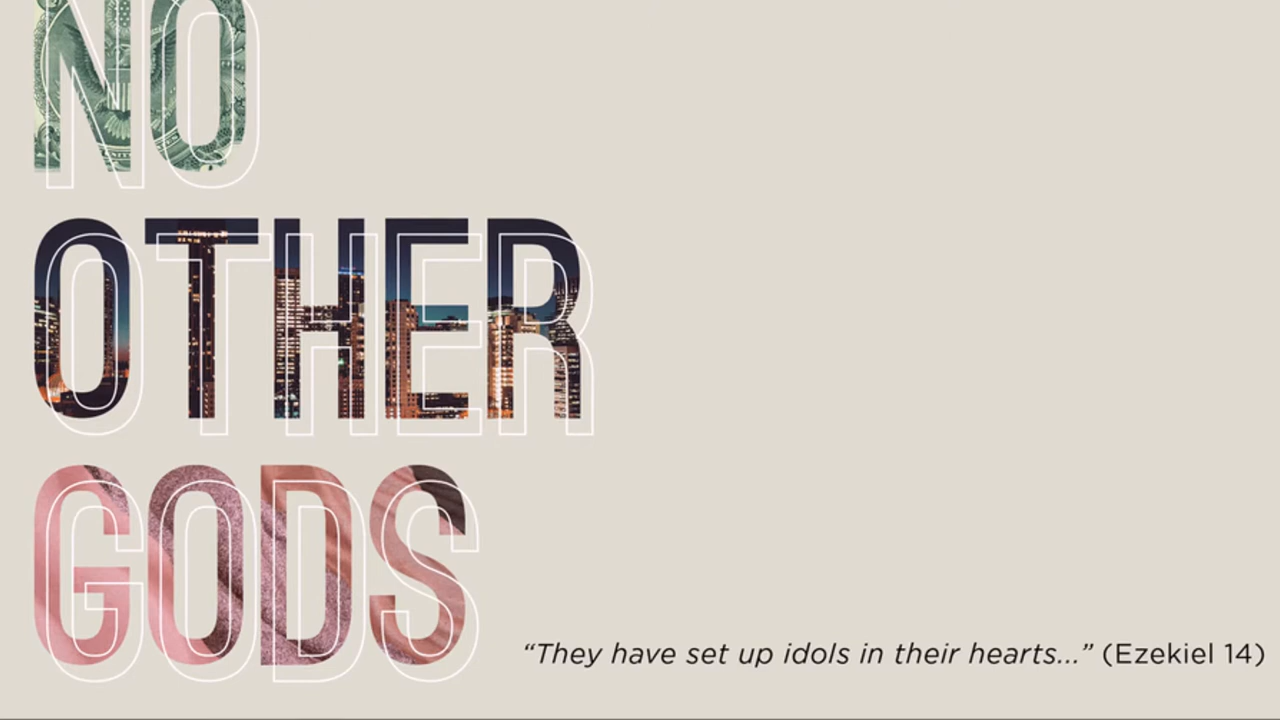 NO
OTHER
GODS
“They have set up idols in their hearts...” (Ezekiel 14)